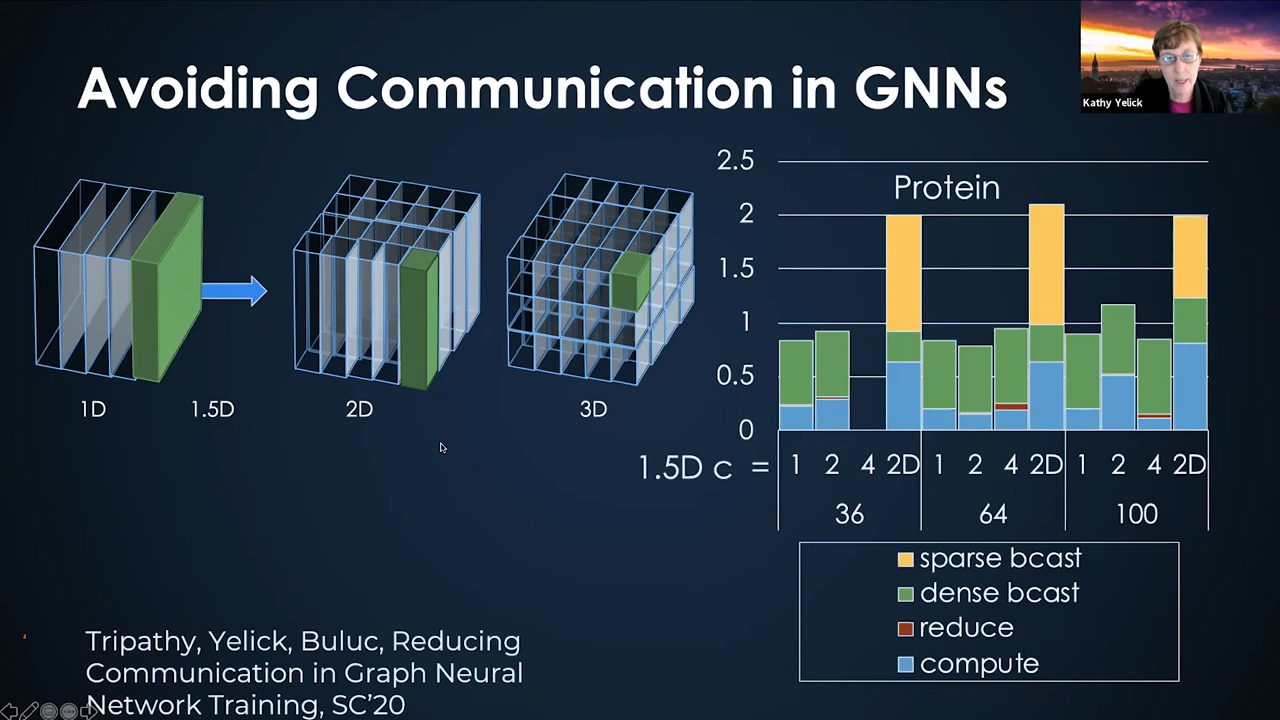 Avoiding Communication in GNNs
Kathy Yelick
1D
1.5D
2D
3D
2.5
2
1.5
1
0.5
0
Protein
1.5D c = 1 2 4 2D 1 2 4 2D 1 2 4 2D
36 64 100
sparse bcast
dense bcast
reduce
compute
Tripathy, Yelick, Buluc, Reducing
Communication in Graph Neural
Network Training, SC'20